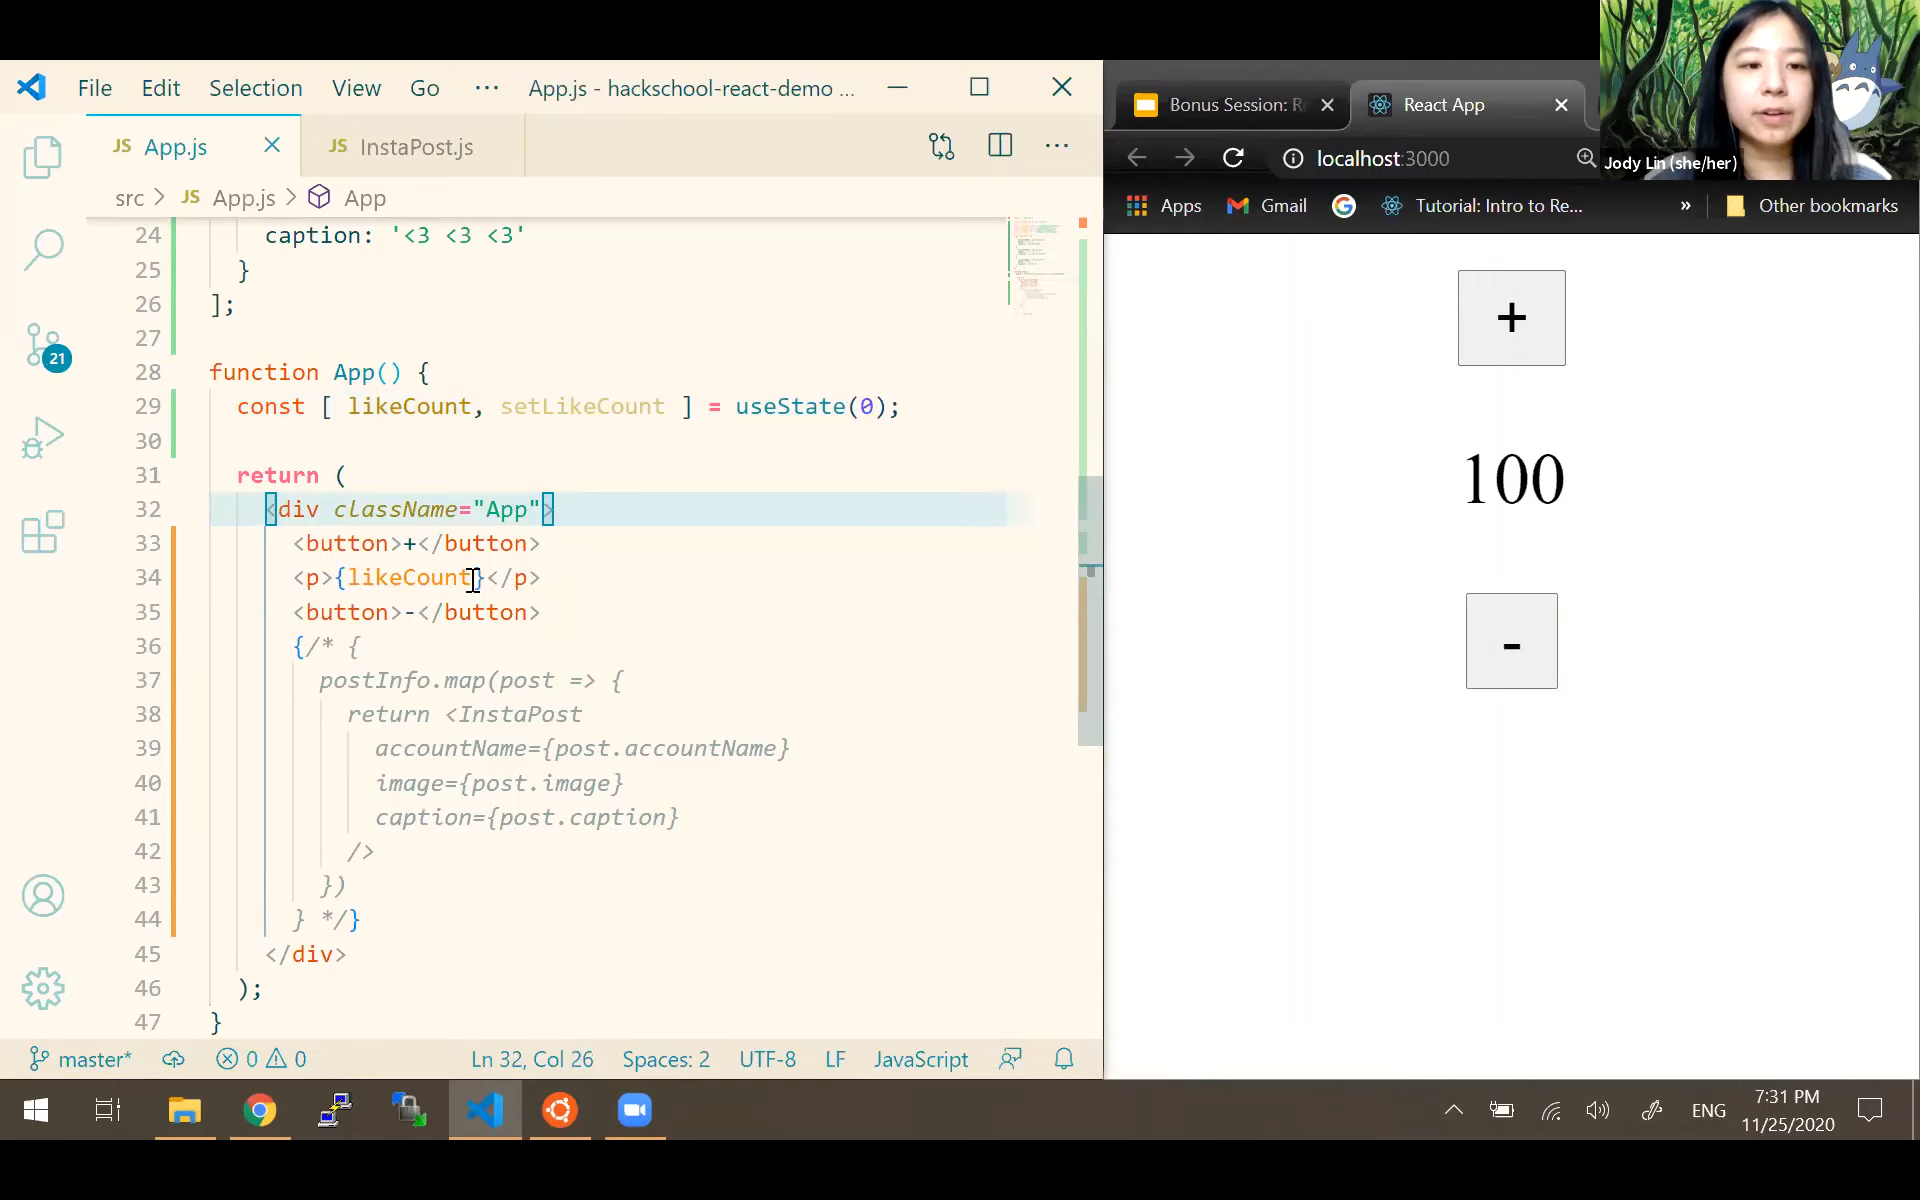 File Edit Selection View Go ··· App.js - hackschool-react-demo ...
JS App.js JS InstaPost.js ···
src > JS App.js > App
24 caption: '<3 <3 <3'
25 }
26 ];
27
28 function App() {
29 const [ likeCount, setLikeCount ] = useState(0);
30
31 return (
32 <div className="App">
33 <button>+</button>
34 <p>{likeCount}</p>
35 <button>-</button>
36 {/* {
37 postInfo.map(post => {
38 return <InstaPost
39 accountName={post.accountName}
40 image={post.image}
41 caption={post.caption}
42 />
43 })
44 } */}
45 </div>
46 );
47 }
21
master* 0 0 Ln 32, Col 26 Spaces: 2 UTF-8 LF JavaScript
Bonus Session: R React App
localhost:3000
Apps Gmail Tutorial: Intro to Re... » Other bookmarks
Jody Lin (she/her)
+
100
-
ENG 7:31 PM
11/25/2020